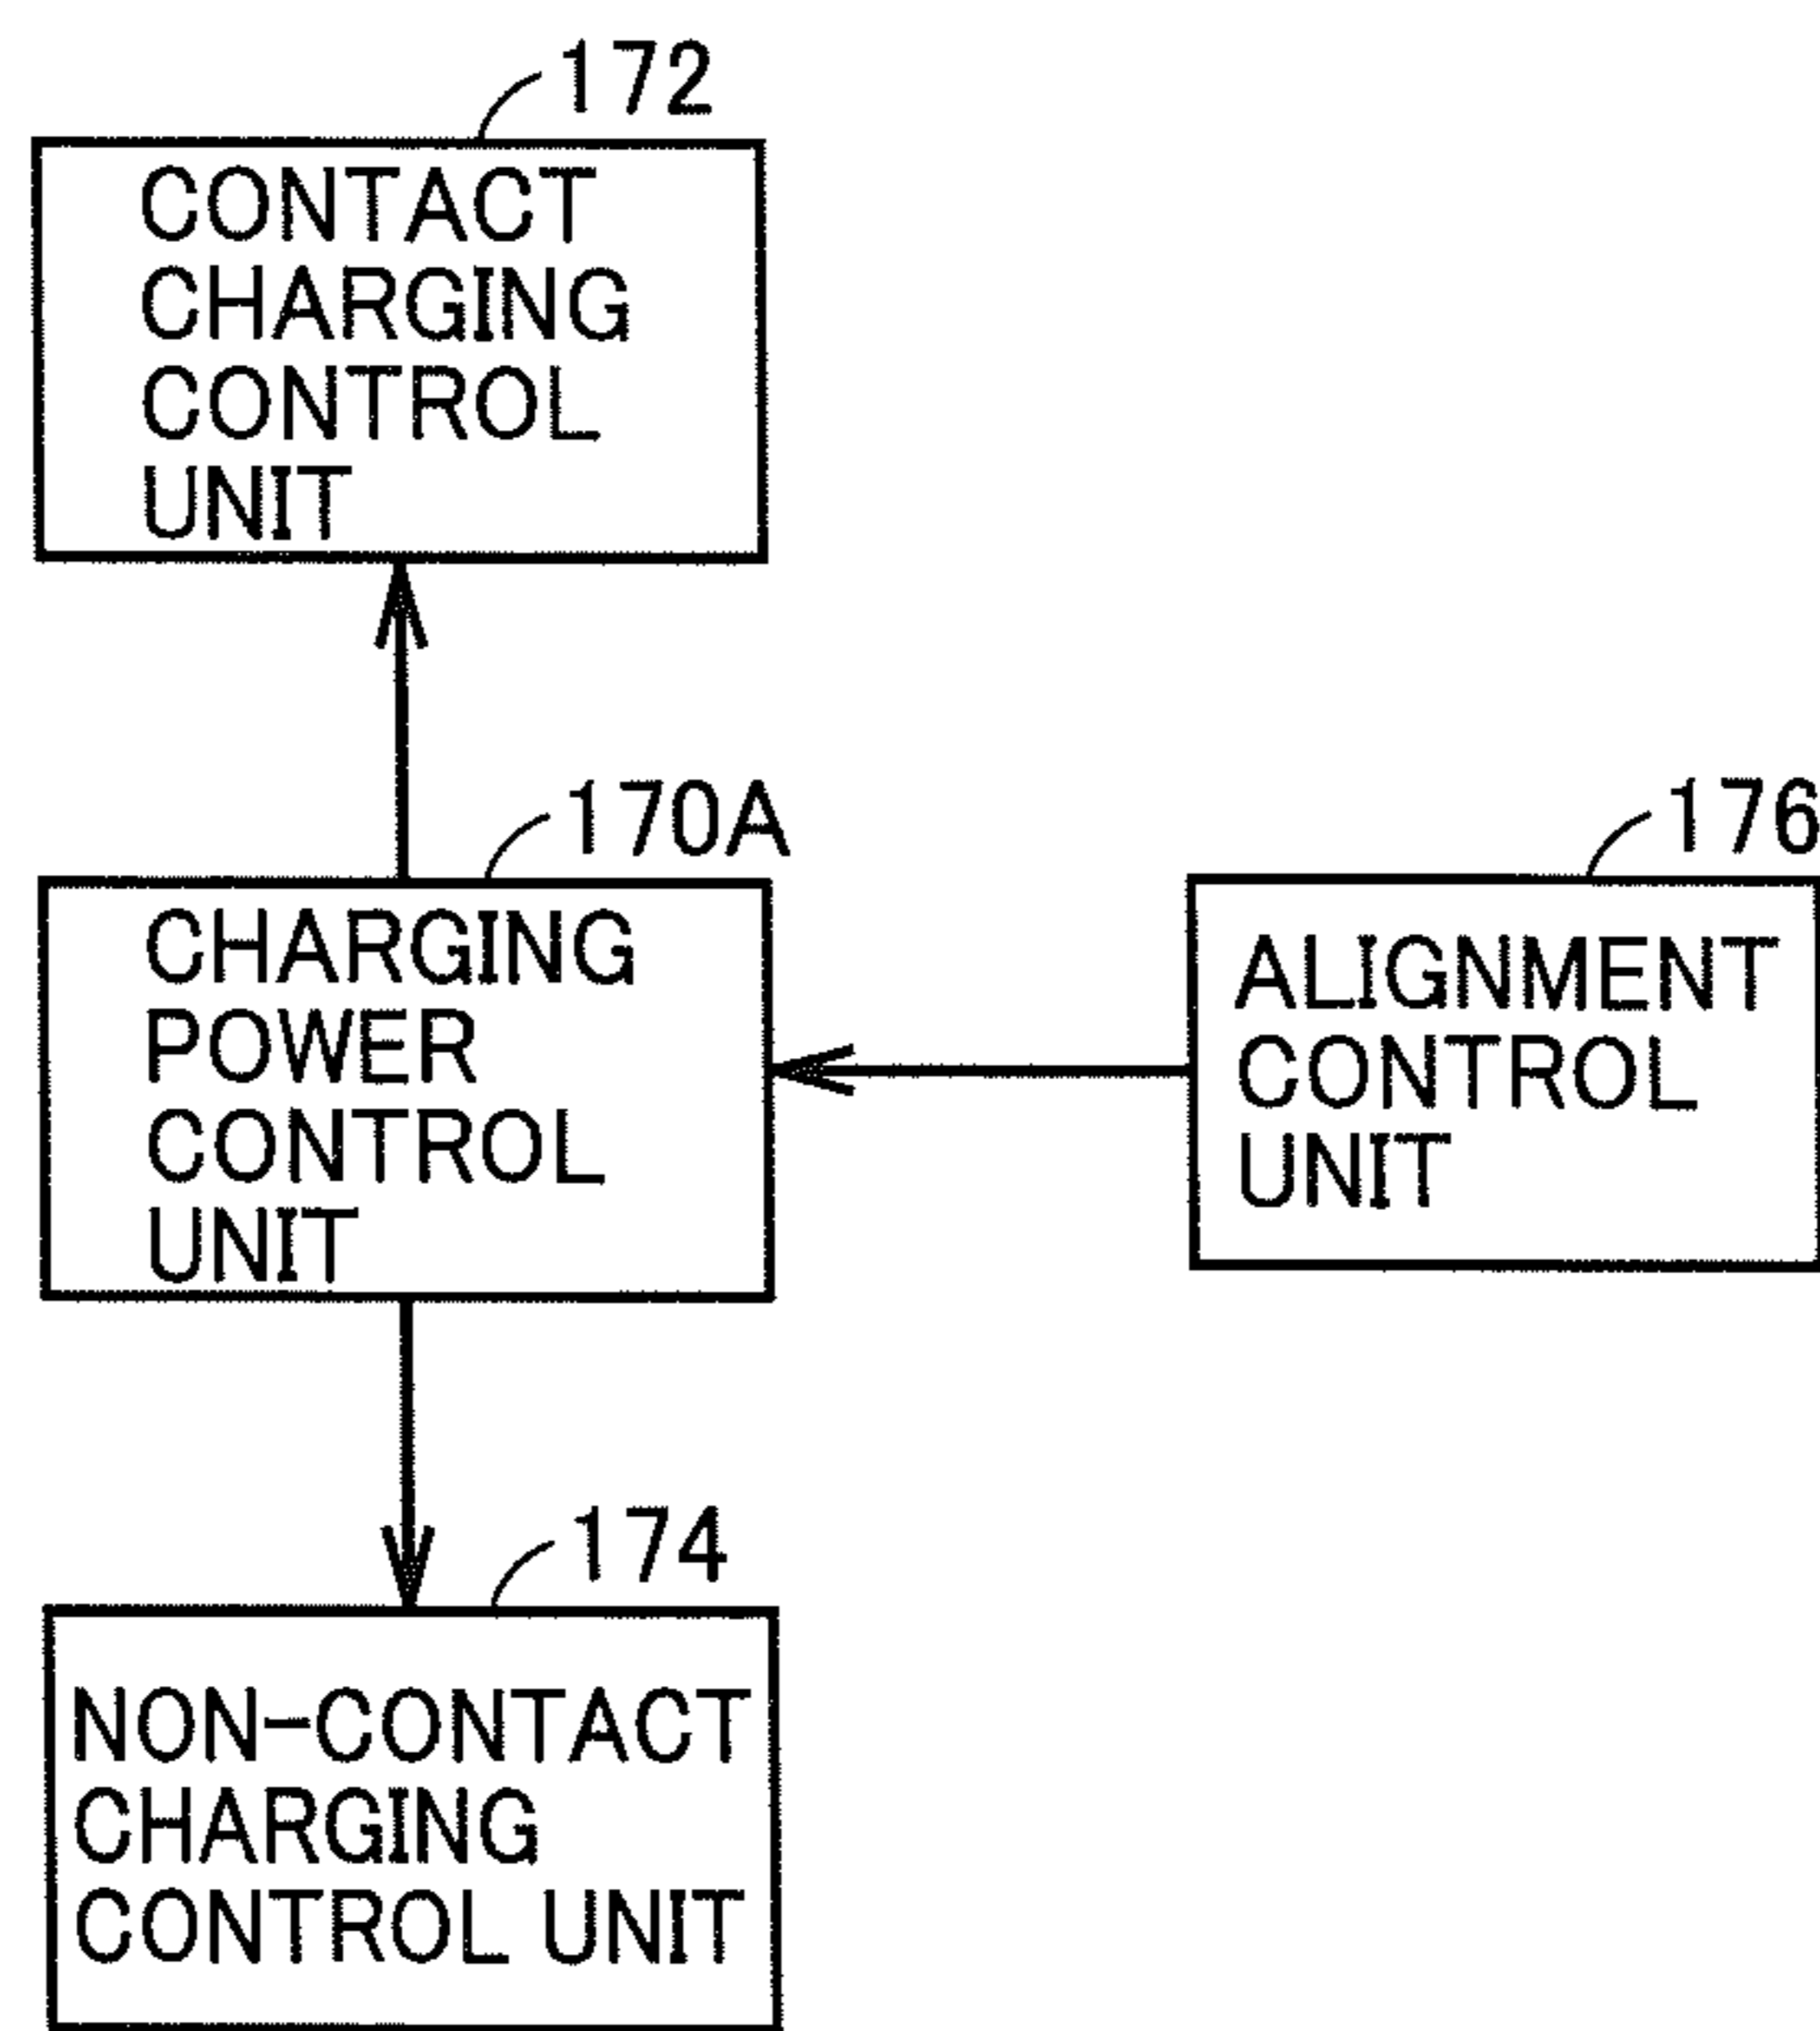 172
CONTACT
CHARGING
CONTROL
UNIT
170A
CHARGING
POWER
CONTROL
UNIT
176
ALIGNMENT
CONTROL
UNIT
174
NON-CONTACT
CHARGING
CONTROL UNIT